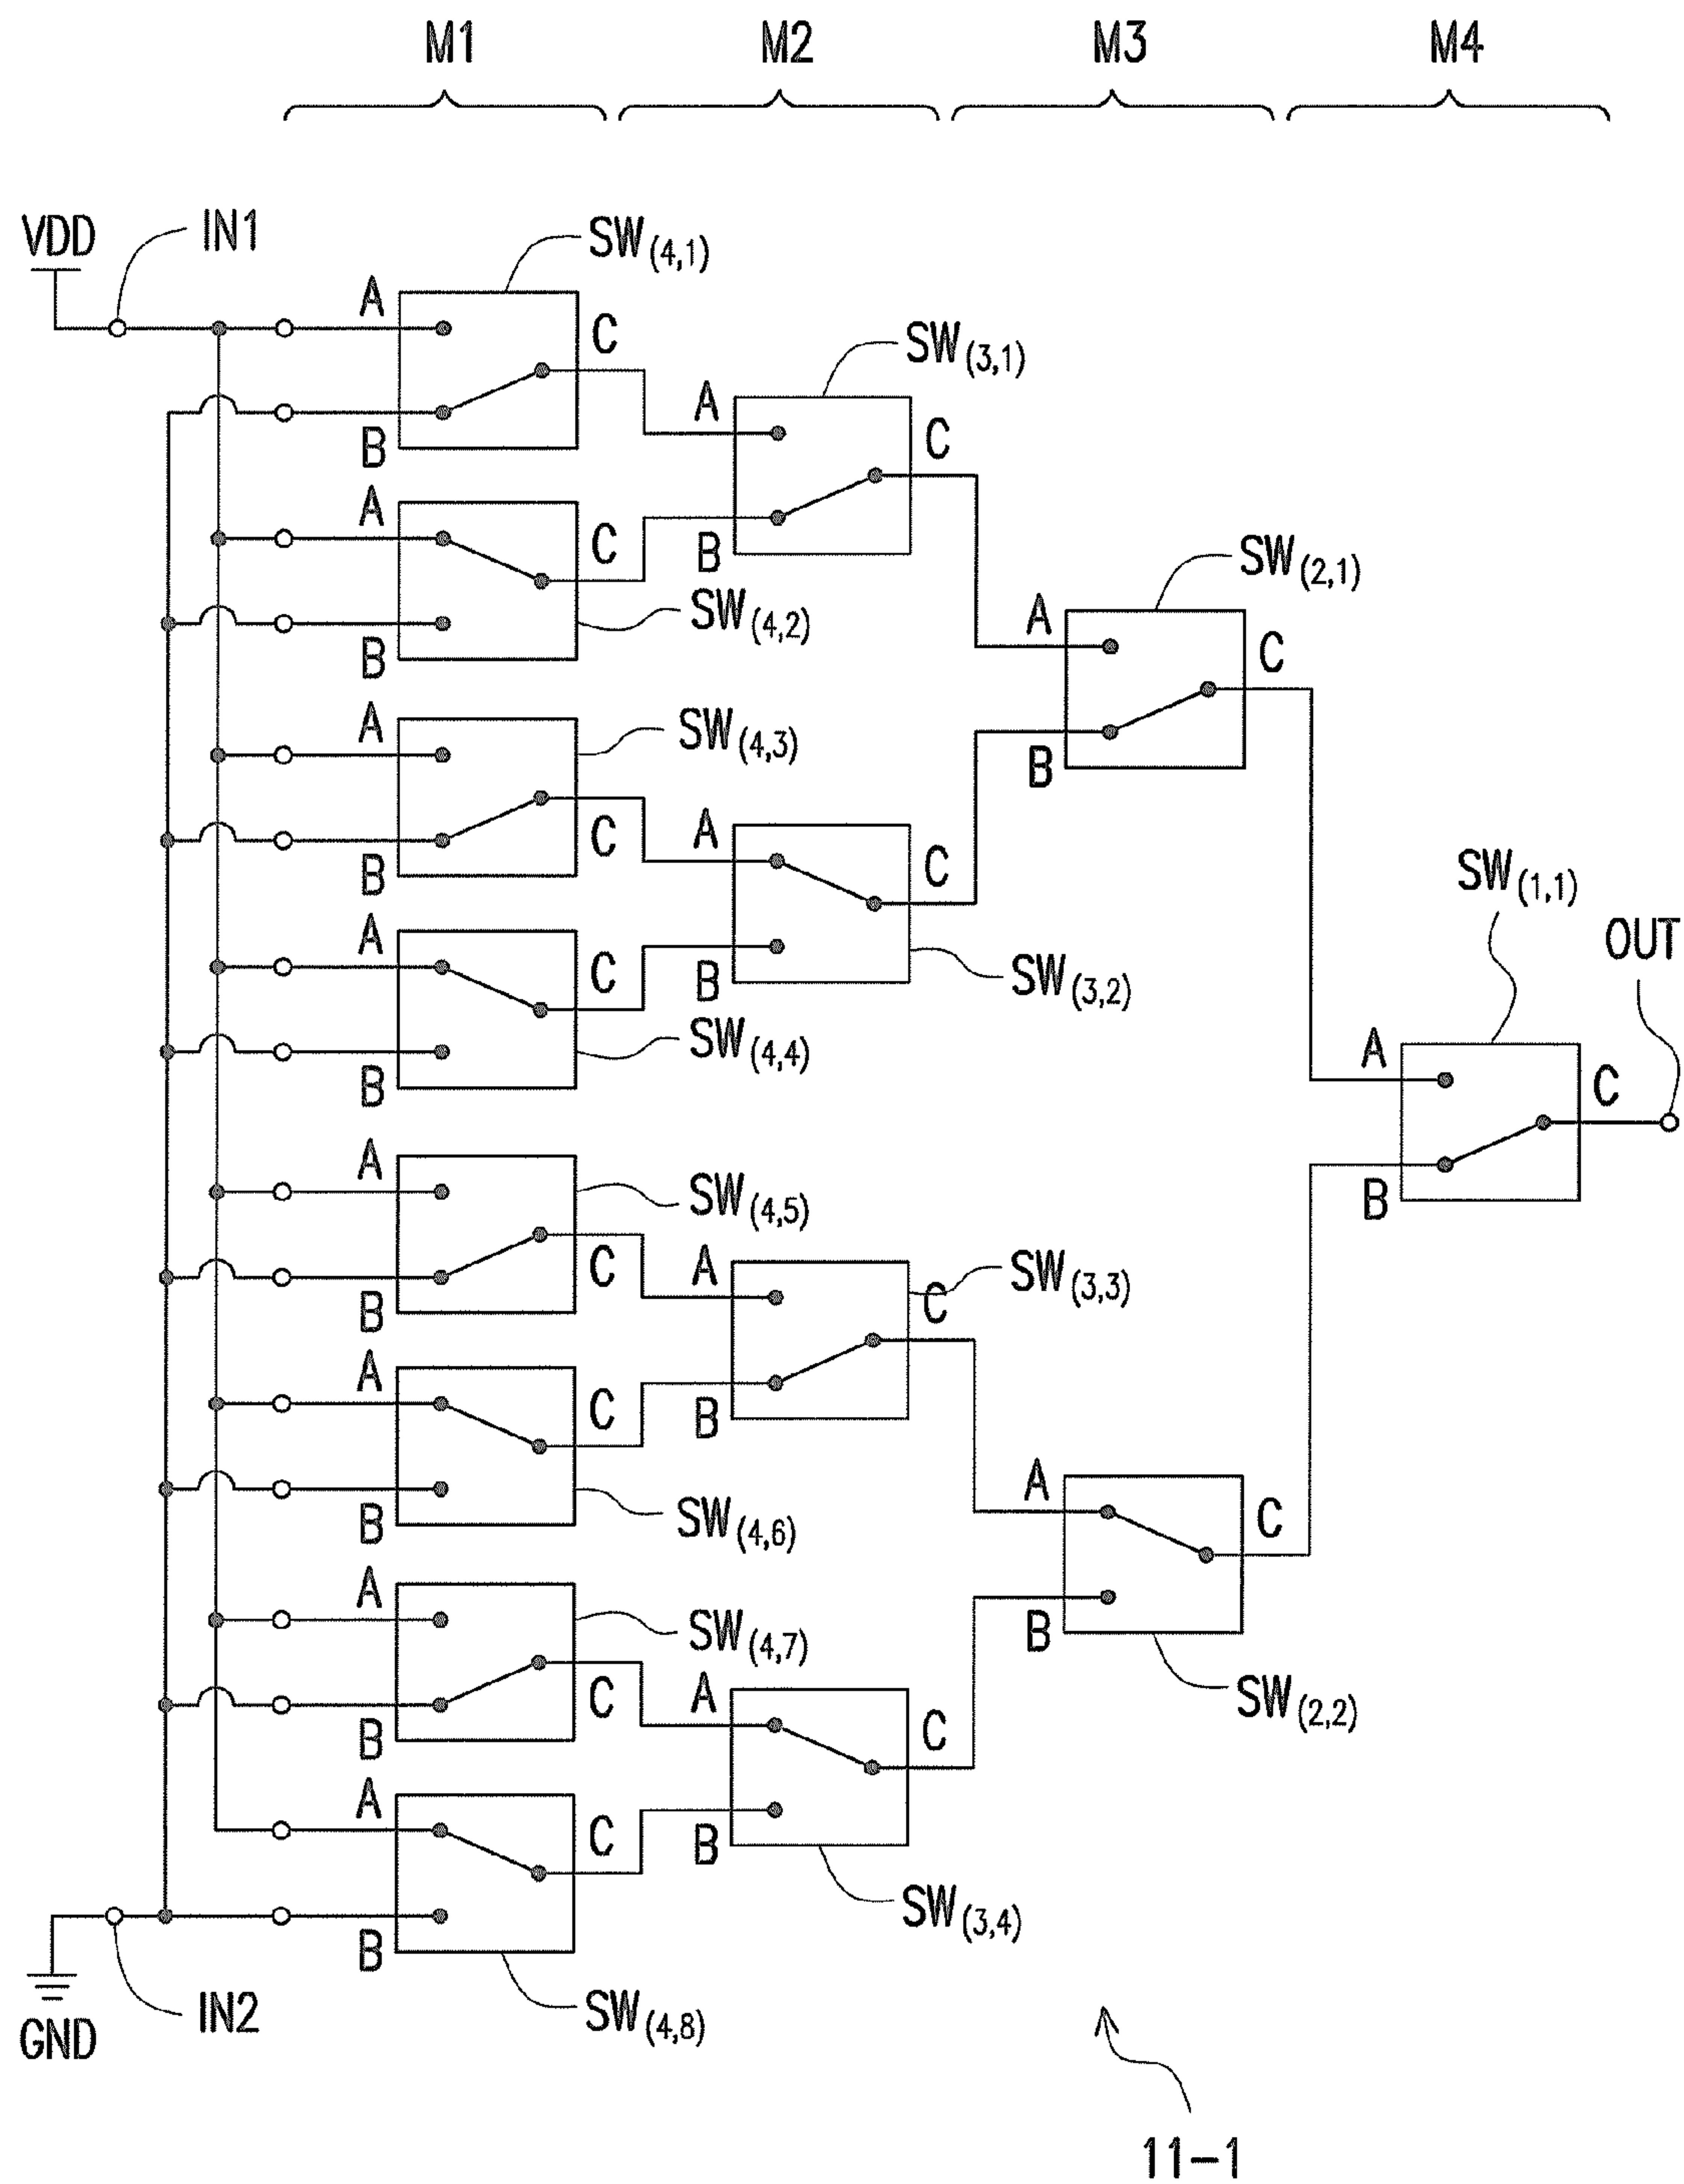 M1 M2 M3 M4
VDD
IN1
SW(4,1)
A
C
B
SW(3,1)
A
C
B
A
C
B
SW(4,2)
SW(2,1)
A
C
B
A
SW(4,3)
C
B
A
C
B
SW(3,2)
A
C
B
SW(4,4)
SW(1,1)
OUT
A
C
B
A
SW(4,5)
C
B
A
SW(3,3)
C
B
A
C
B
SW(4,6)
A
C
B
SW(2,2)
A
SW(4,7)
C
B
A
C
B
SW(3,4)
A
C
B
SW(4,8)
IN2
GND
11-1